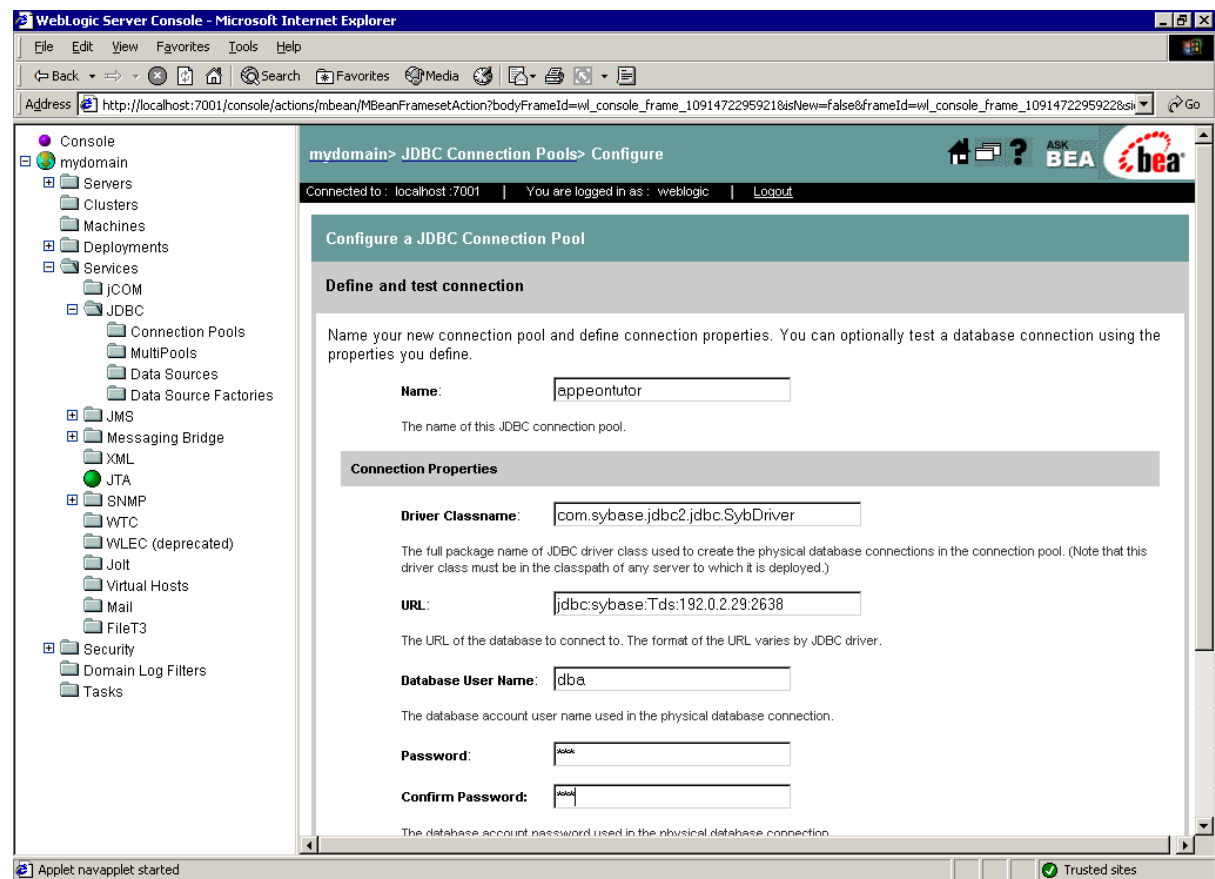 WebLogic Server Console - Microsoft Internet Explorer
File Edit View Favorites Tools Help
Back Search Favorites Media
Address http://localhost:7001/console/actions/mbean/MBeanFramesetAction?bodyFrameId=wl_console_frame_1091472295921&isNew=false&frameId=wl_console_frame_1091472295922&sid Go
Console
mydomain
Servers
Clusters
Machines
Deployments
Services
jCOM
JDBC
Connection Pools
MultiPools
Data Sources
Data Source Factories
JMS
Messaging Bridge
XML
JTA
SNMP
WTC
WLEC (deprecated)
Jolt
Virtual Hosts
Mail
FileT3
Security
Domain Log Filters
Tasks
mydomain> JDBC Connection Pools> Configure
? ASK BEA bea
Connected to : localhost :7001 | You are logged in as : weblogic | Logout
Configure a JDBC Connection Pool
Define and test connection
Name your new connection pool and define connection properties. You can optionally test a database connection using the
properties you define.
Name: appeontutor
The name of this JDBC connection pool.
Connection Properties
Driver Classname: com.sybase.jdbc2.jdbc.SybDriver
The full package name of JDBC driver class used to create the physical database connections in the connection pool. (Note that this
driver class must be in the classpath of any server to which it is deployed.)
URL: jdbc:sybase:Tds:192.0.2.29:2638
The URL of the database to connect to. The format of the URL varies by JDBC driver.
Database User Name: dba
The database account user name used in the physical database connection.
Password: ***
Confirm Password: ***
The database account password used in the physical database connection
Applet navapplet started
Trusted sites